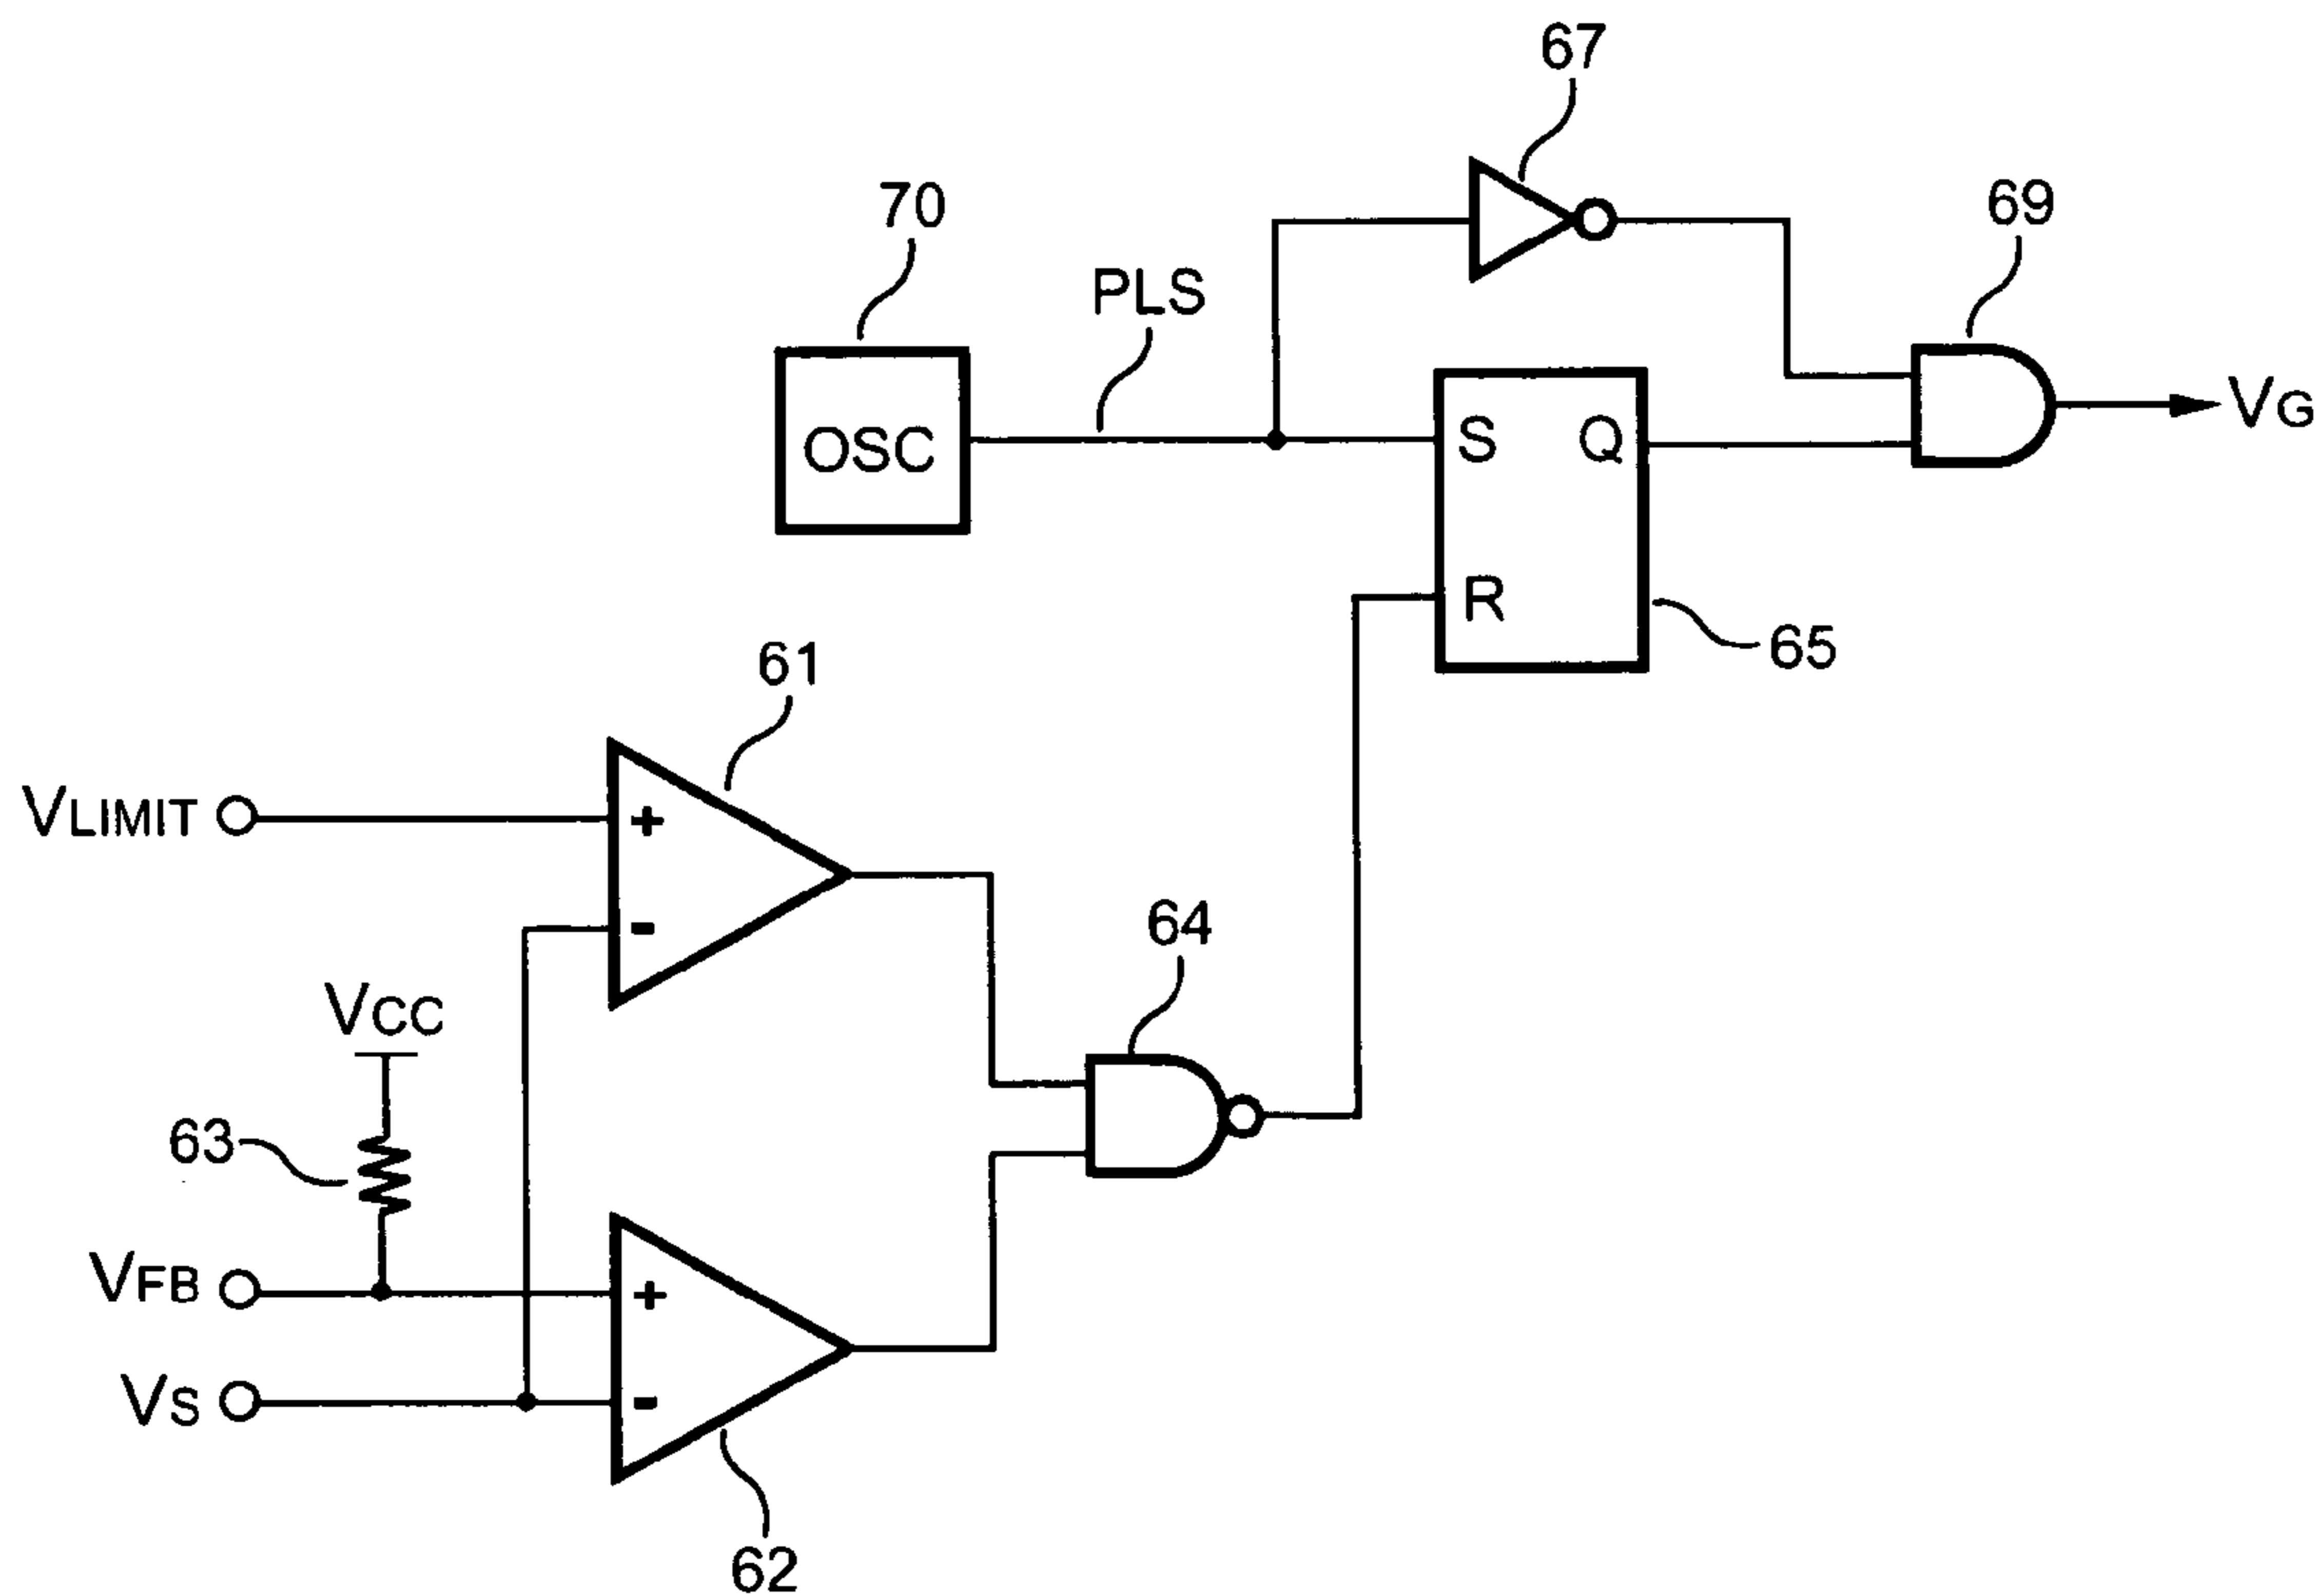 67
70
69
PLS
OSC
S Q
VG
R
65
61
VLIMIT
+
-
64
VCC
63
VFB
+
VS
-
62